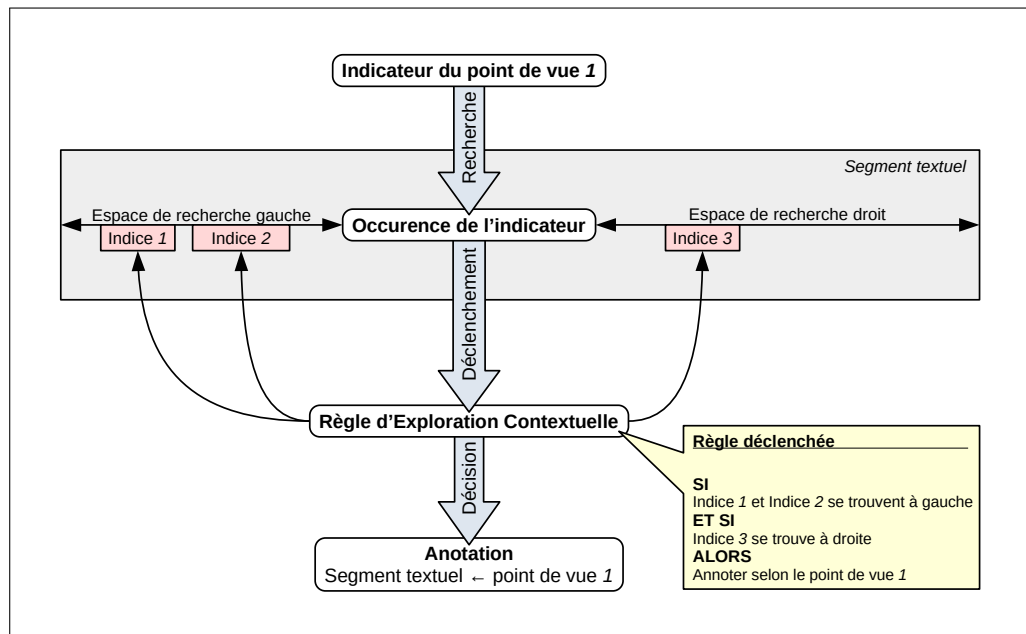 Indicateur du point de vue 1
Recherche
Segment textuel
Espace de recherche gauche
Occurence de l’indicateur
Espace de recherche droit
Indice 1
Indice 2
Indice 3
Déclenchement
Règle d’Exploration Contextuelle
Règle déclenchée
SI
Indice 1 et Indice 2 se trouvent à gauche
ET SI
Indice 3 se trouve à droite
ALORS
Annoter selon le point de vue 1
Décision
Anotation
Segment textuel ← point de vue 1